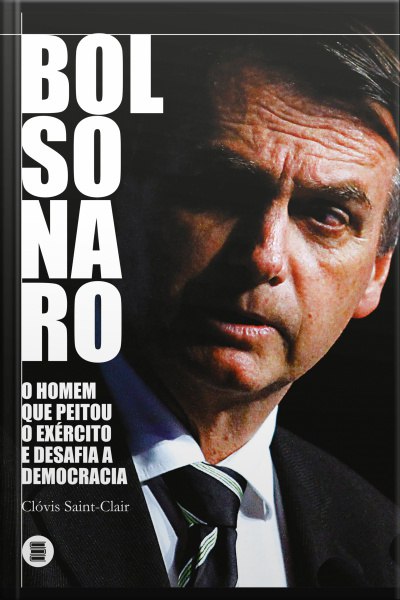 BOL
SO
NA
RO
O HOMEM
QUE PEITOU
O EXÉRCITO
E DESAFIA A
DEMOCRACIA
Clóvis Saint-Clair